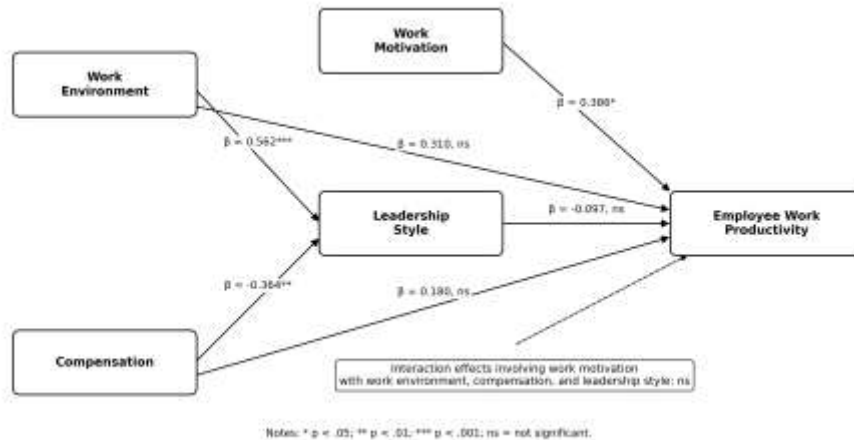 Work
Motivation
Work
Environment
β = 0.386*
β = 0.562***
β = 0.310, ns
Leadership
Style
β = -0.097, ns
Employee Work
Productivity
β = -0.364**
β = 0.180, ns
Compensation
Interaction effects involving work motivation
with work environment, compensation, and leadership style: ns
Notes: * p < .05; ** p < .01; *** p < .001; ns = not significant.